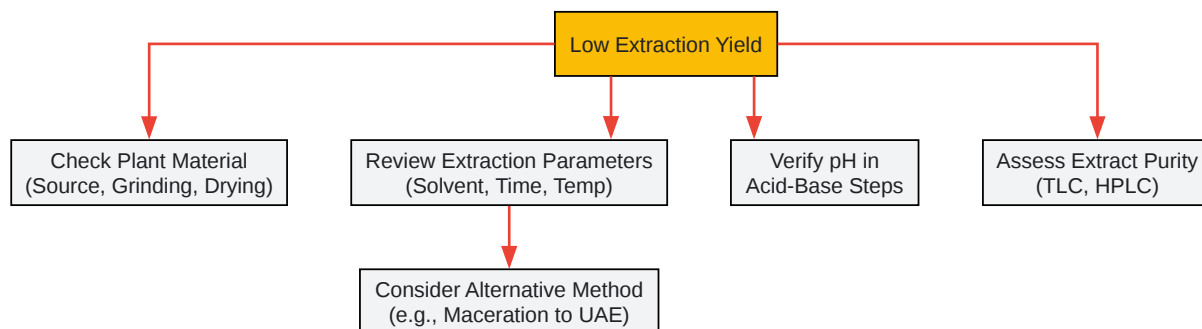 Low Extraction Yield
Check Plant Material
(Source, Grinding, Drying)
Review Extraction Parameters
(Solvent, Time, Temp)
Verify pH in
Acid-Base Steps
Assess Extract Purity
(TLC, HPLC)
Consider Alternative Method
(e.g., Maceration to UAE)